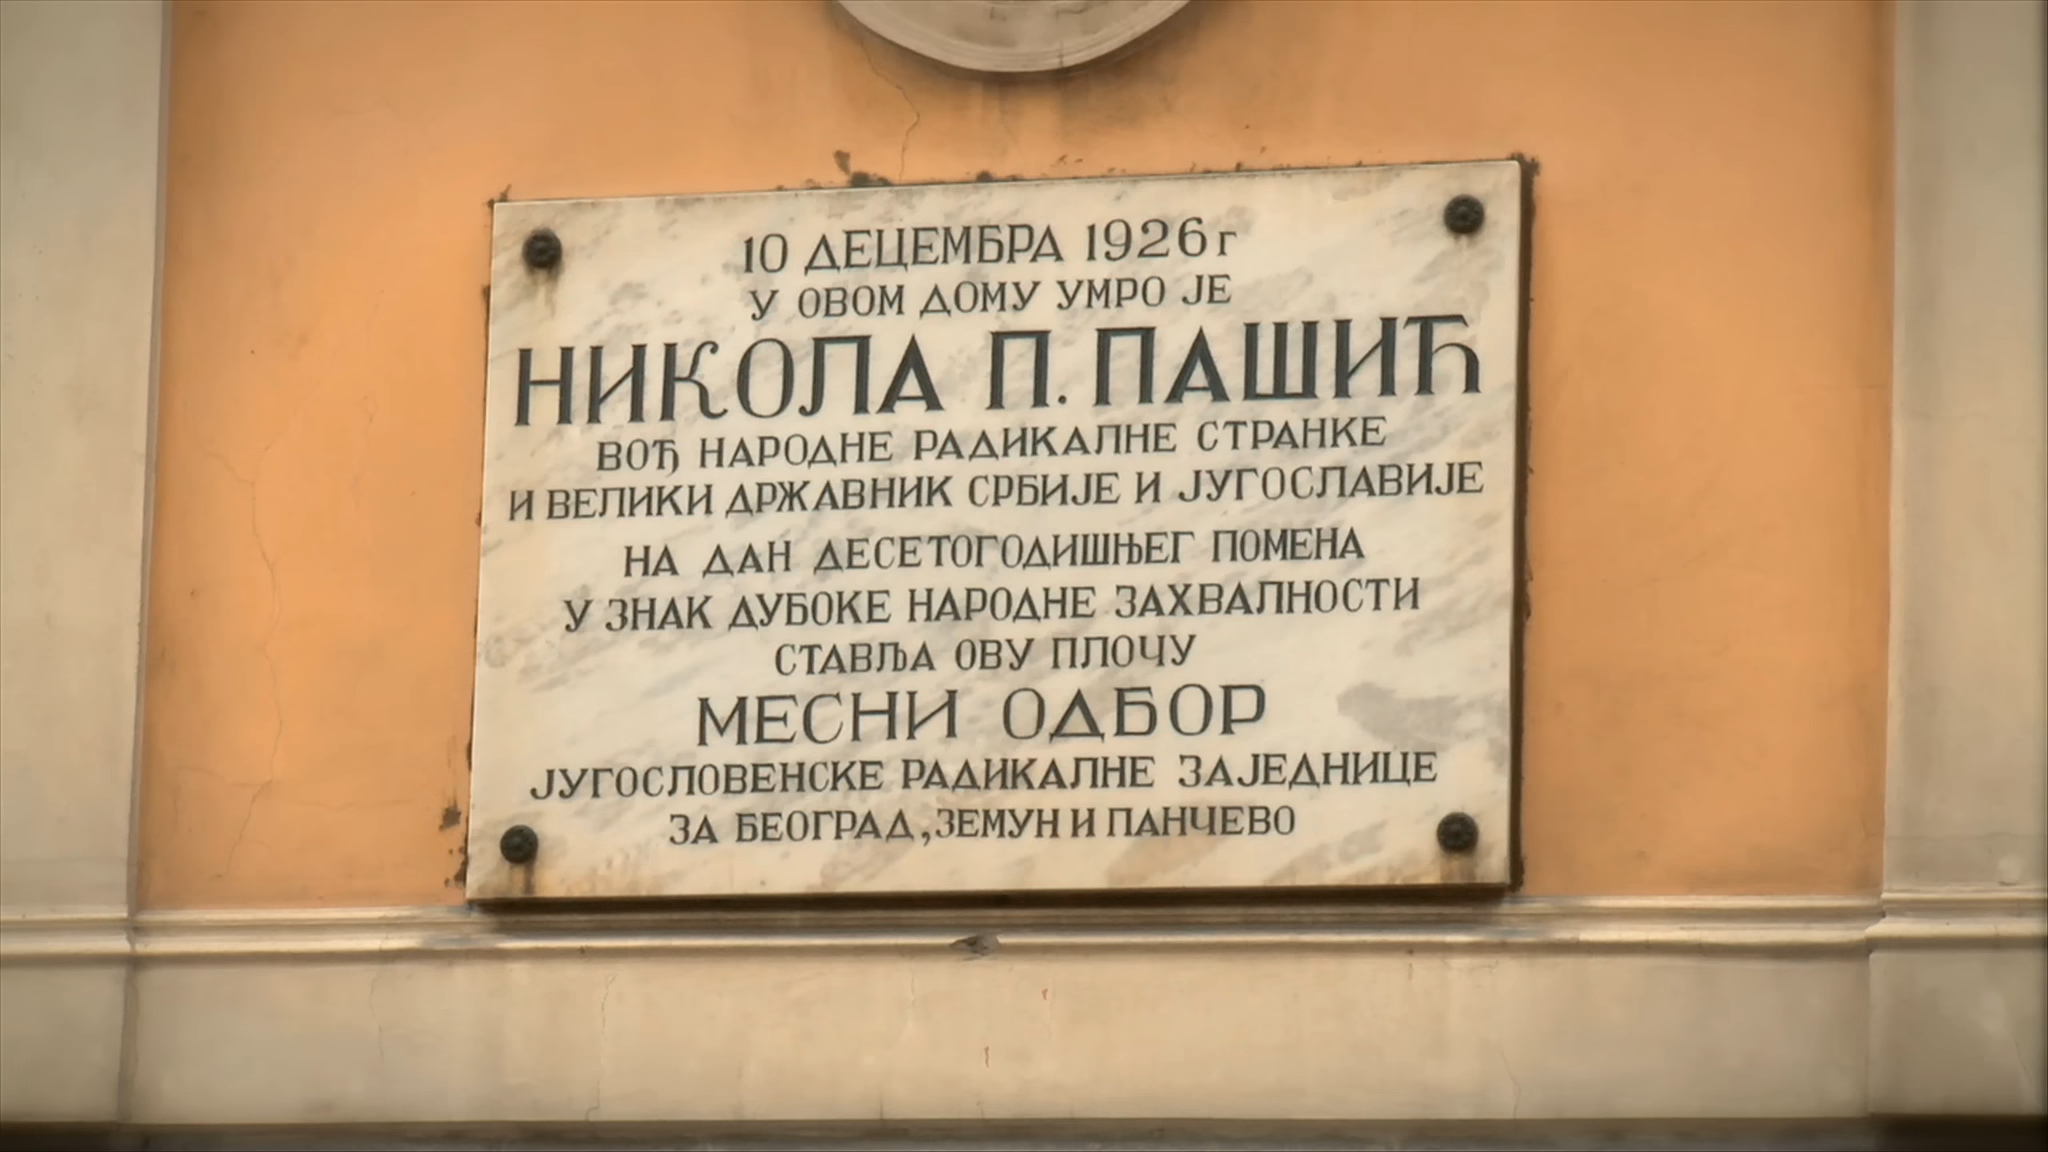 10 ДЕЦЕМБРА 1926 г
У ОВОМ ДОМУ УМРО ЈЕ
НИКОЛА П. ПАШИЋ
ВОЂ НАРОДНЕ РАДИКАЛНЕ СТРАНКЕ
И ВЕЛИКИ ДРЖАВНИК СРБИЈЕ И ЈУГОСЛАВИЈЕ
НА ДАН ДЕСЕТОГОДИШЊЕГ ПОМЕНА
У ЗНАК ДУБОКЕ НАРОДНЕ ЗАХВАЛНОСТИ
СТАВЉА ОВУ ПЛОЧУ
МЕСНИ ОДБОР
ЈУГОСЛОВЕНСКЕ РАДИКАЛНЕ ЗАЈЕДНИЦЕ
ЗА БЕОГРАД, ЗЕМУН И ПАНЧЕВО